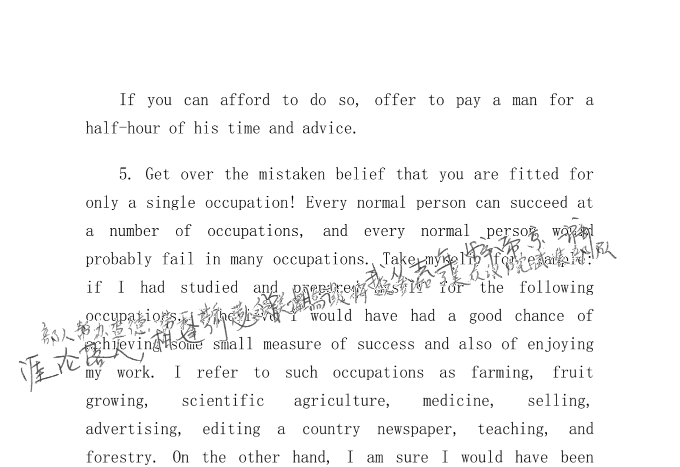 If you can afford to do so, offer to pay a man for a
half-hour of his time and advice.
5. Get over the mistaken belief that you are fitted for
only a single occupation! Every normal person can succeed at
a number of occupations, and every normal person would
probably fail in many occupations. Take myself for example:
if I had studied and prepared myself for the following
occupations, I believe I would have had a good chance of
achieving some small measure of success and also of enjoying
my work. I refer to such occupations as farming, fruit
growing, scientific agriculture, medicine, selling,
advertising, editing a country newspaper, teaching, and
forestry. On the other hand, I am sure I would have been